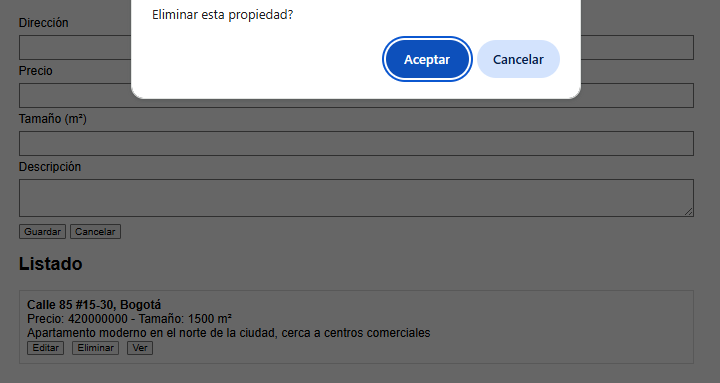 Eliminar esta propiedad?
Aceptar
Cancelar
Dirección
Precio
Tamaño (m²)
Descripción
Guardar Cancelar
Listado
Calle 85 #15-30, Bogotá
Precio: 420000000 - Tamaño: 1500 m²
Apartamento moderno en el norte de la ciudad, cerca a centros comerciales
Editar Eliminar Ver